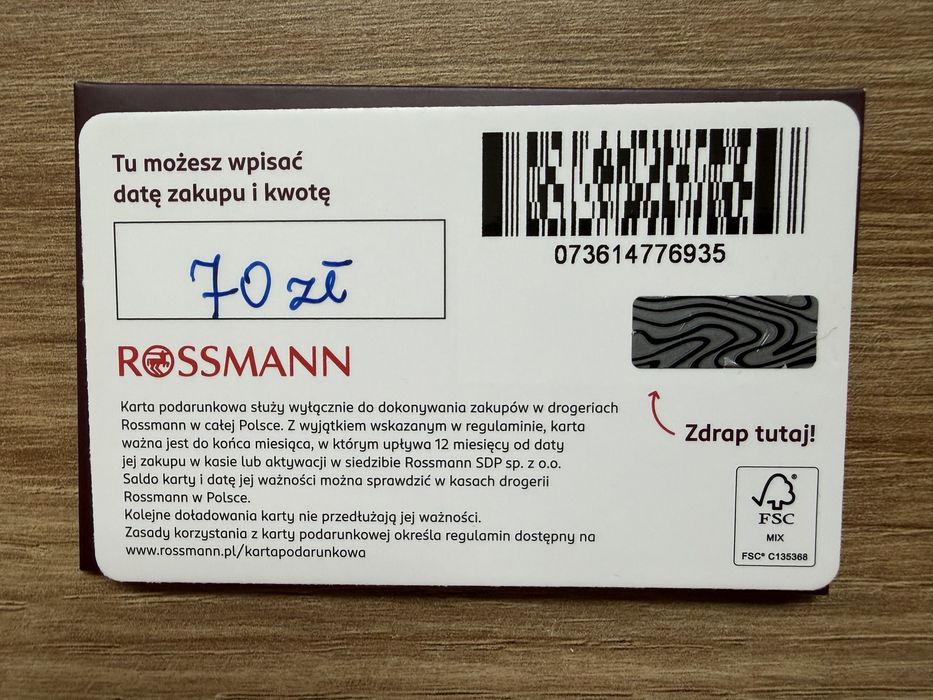 Tu możesz wpisać
datę zakupu i kwotę
70 zł
073614776935
ROSSMANN
Zdrap tutaj!
Karta podarunkowa służy wyłącznie do dokonywania zakupów w drogeriach
Rossmann w całej Polsce. Z wyjątkiem wskazanym w regulaminie, karta
ważna jest do końca miesiąca, w którym upływa 12 miesięcy od daty
jej zakupu w kasie lub aktywacji w siedzibie Rossmann SDP sp. z o.o.
Saldo karty i datę jej ważności można sprawdzić w kasach drogerii
Rossmann w Polsce.
Kolejne doładowania karty nie przedłużają jej ważności.
Zasady korzystania z karty podarunkowej określa regulamin dostępny na
www.rossmann.pl/kartapodarunkowa
FSC
MIX
FSC® C135368